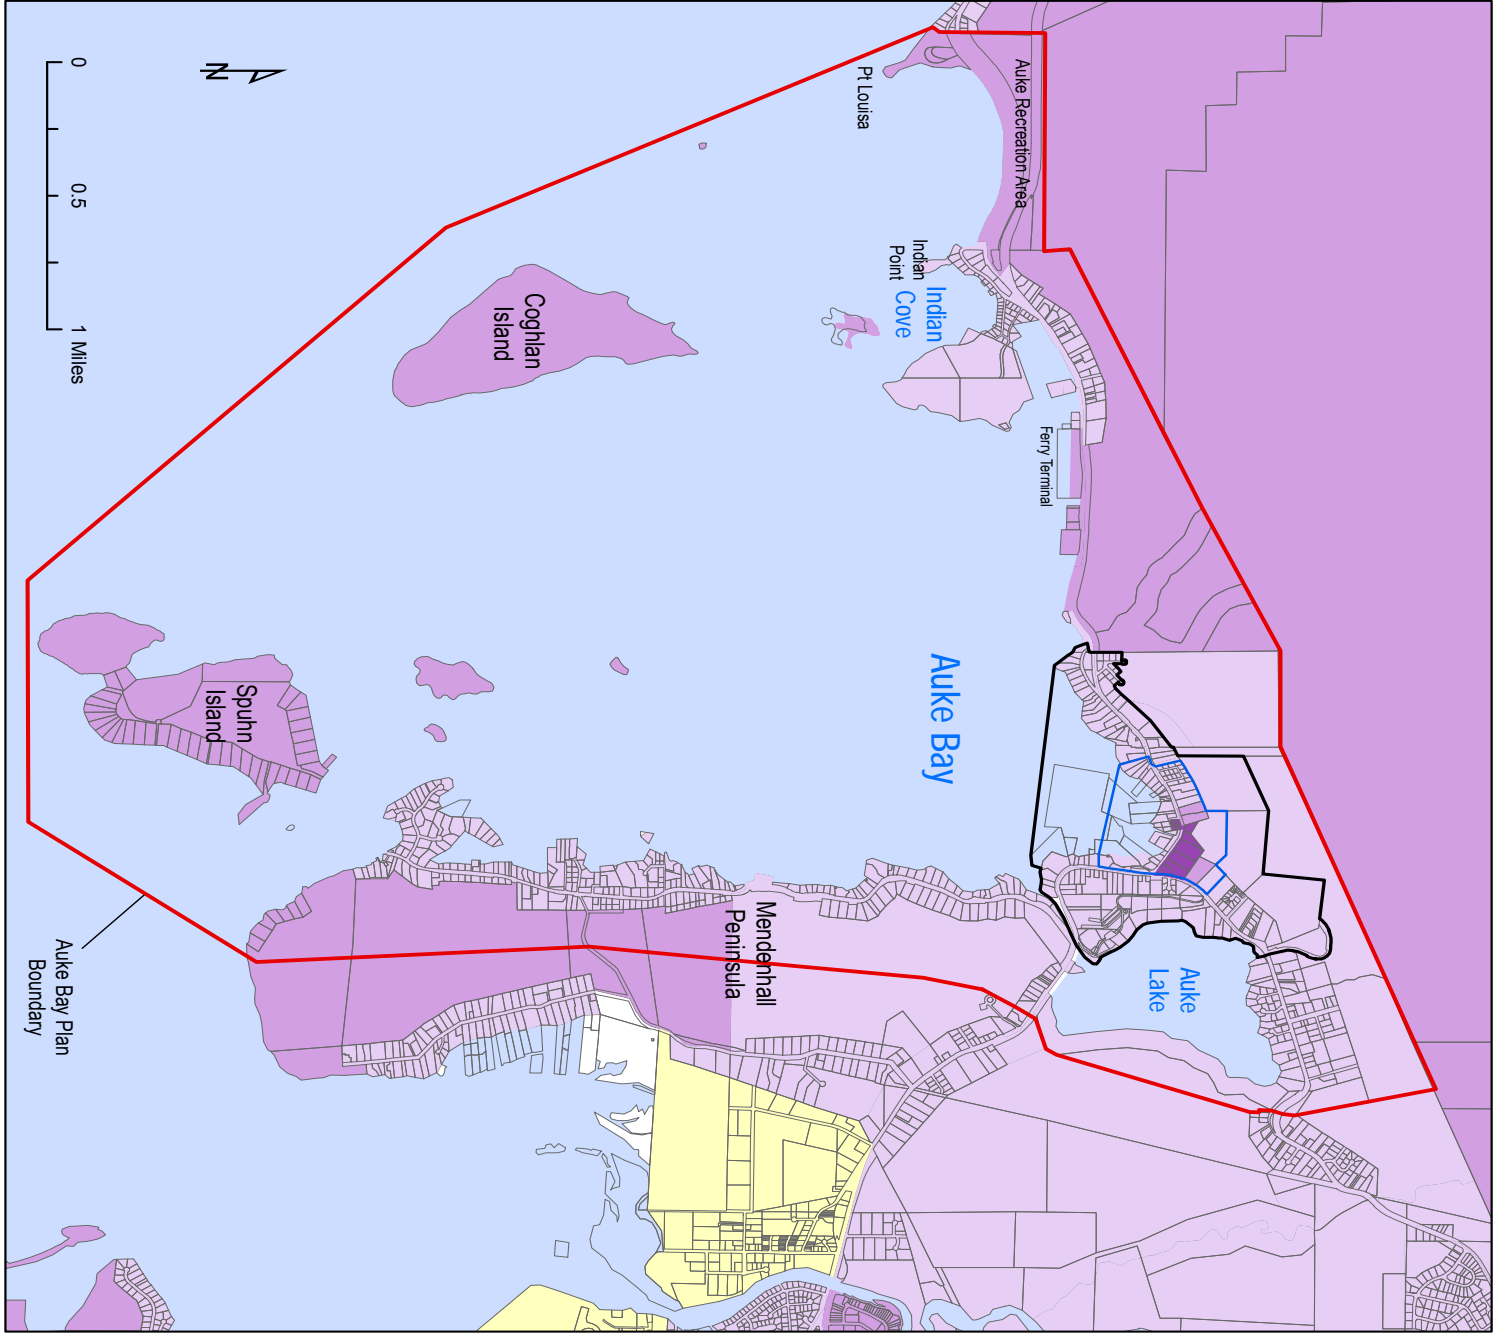 Auke Recreation Area
Pt Louisa
Indian
Point
Indian
Cove
Coghlan
Island
Ferry Terminal
Auke Bay
Auke
Lake
Spuhn
Island
Mendenhall
Peninsula
Auke Bay Plan
Boundary
N
0 0.5 1 Miles